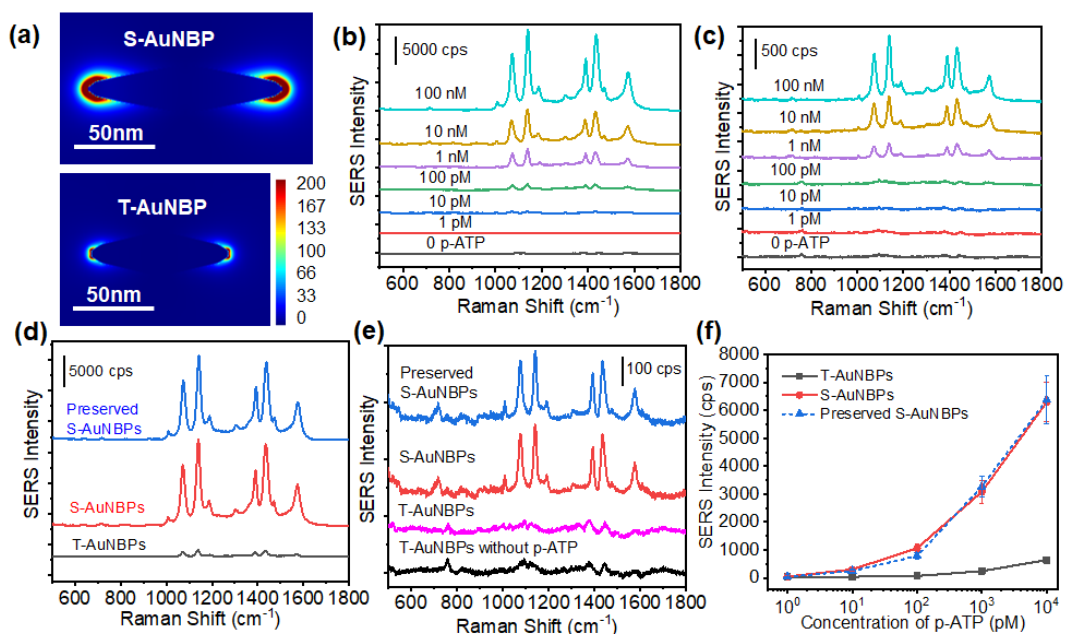 (a)
S-AuNBP
50nm
T-AuNBP
50nm
200
167
133
100
66
33
0
(b)
5000 cps
100 nM
10 nM
1 nM
100 pM
10 pM
1 pM
0 p-ATP
SERS Intensity
600 800 1000 1200 1400 1600 1800
Raman Shift (cm⁻¹)
(c)
500 cps
100 nM
10 nM
1 nM
100 pM
10 pM
1 pM
0 p-ATP
SERS Intensity
600 800 1000 1200 1400 1600 1800
Raman Shift (cm⁻¹)
(d)
5000 cps
Preserved
S-AuNBPs
S-AuNBPs
T-AuNBPs
SERS Intensity
600 800 1000 1200 1400 1600 1800
Raman Shift (cm⁻¹)
(e)
100 cps
Preserved
S-AuNBPs
S-AuNBPs
T-AuNBPs
T-AuNBPs without p-ATP
SERS Intensity
600 800 1000 1200 1400 1600 1800
Raman Shift (cm⁻¹)
(f)
8000
7000
6000
5000
4000
3000
2000
1000
0
T-AuNBPs
S-AuNBPs
Preserved S-AuNBPs
SERS Intensity (cps)
10⁰ 10¹ 10² 10³ 10⁴
Concentration of p-ATP (pM)